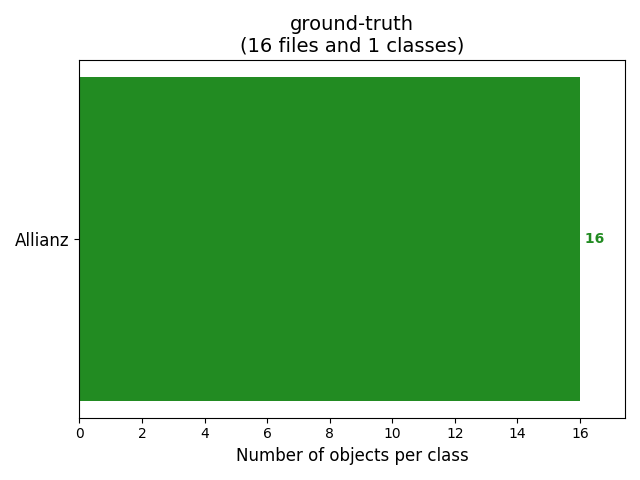 ground-truth
(16 files and 1 classes)
Allianz
16
0 2 4 6 8 10 12 14 16
Number of objects per class